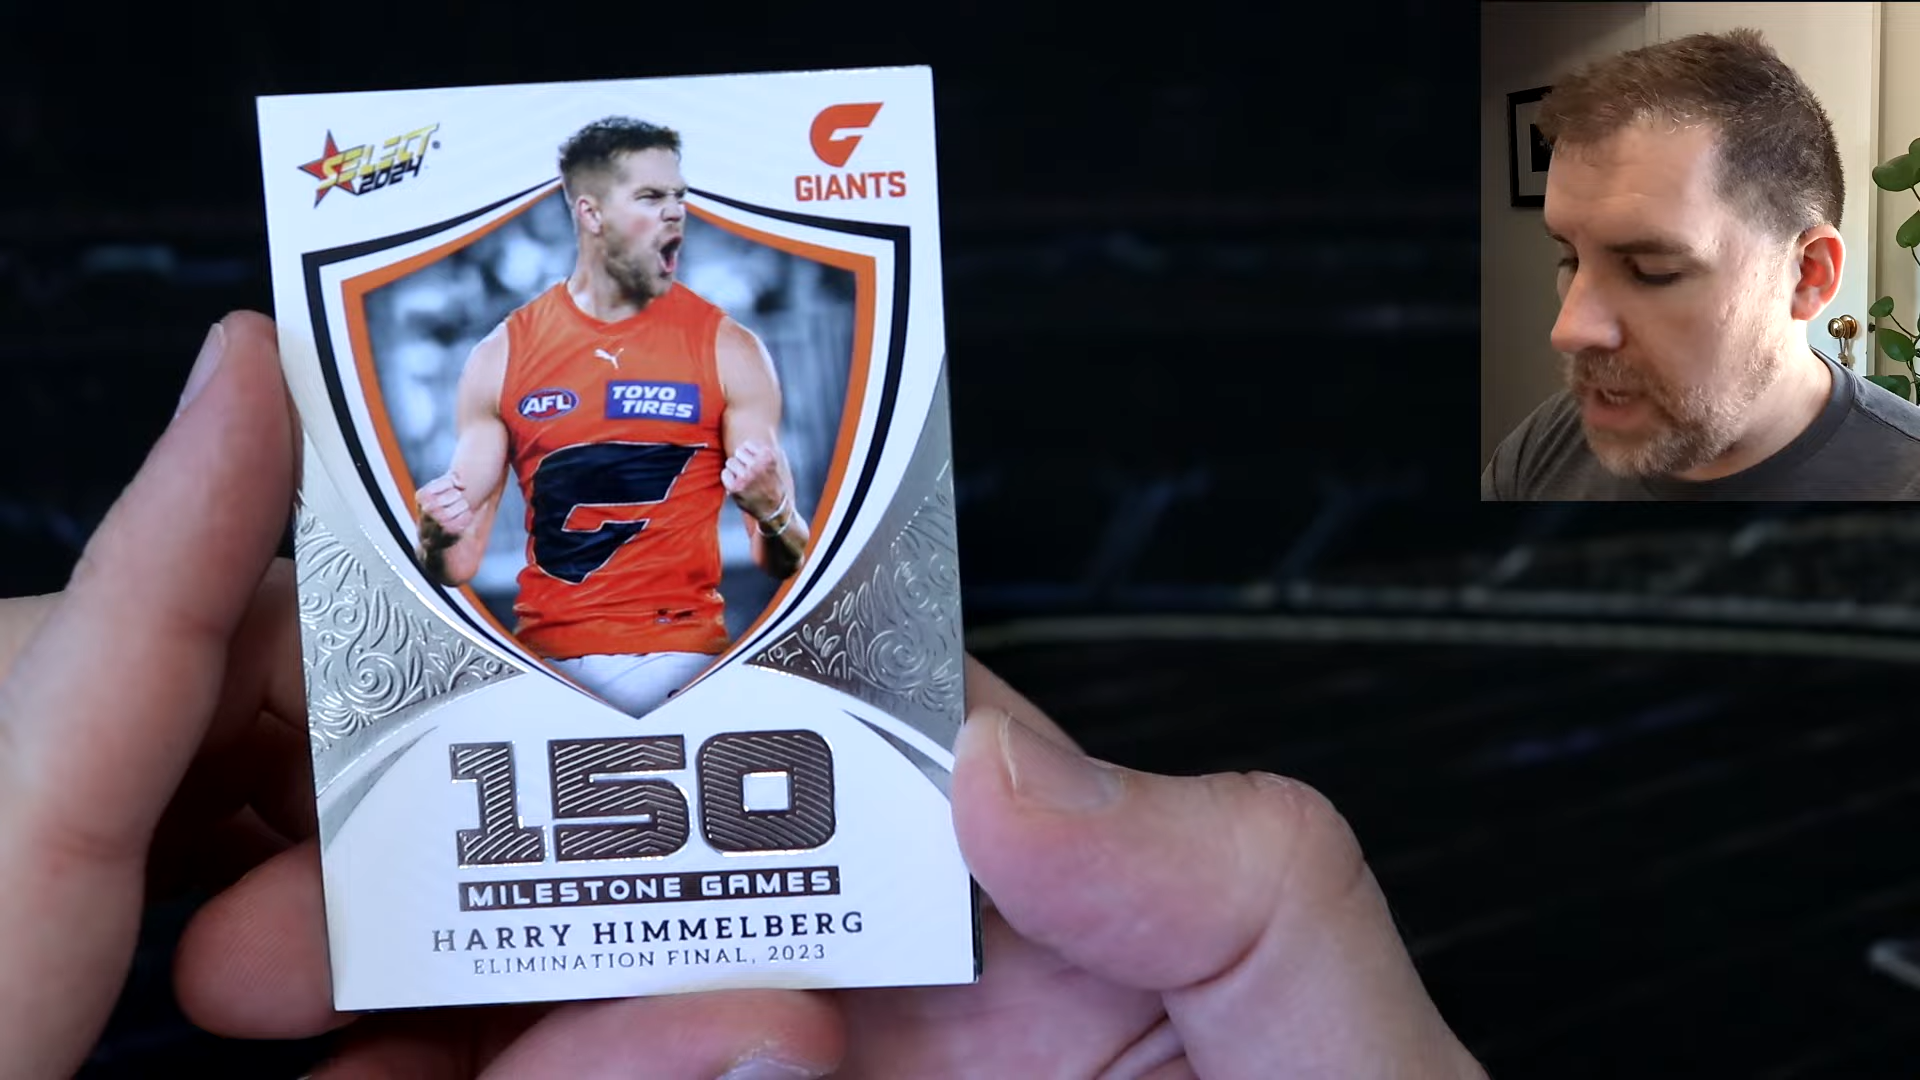 SELECT
2024
GIANTS
AFL
TOYO
TIRES
150
MILESTONE GAMES
HARRY HIMMELBERG
ELIMINATION FINAL, 2023